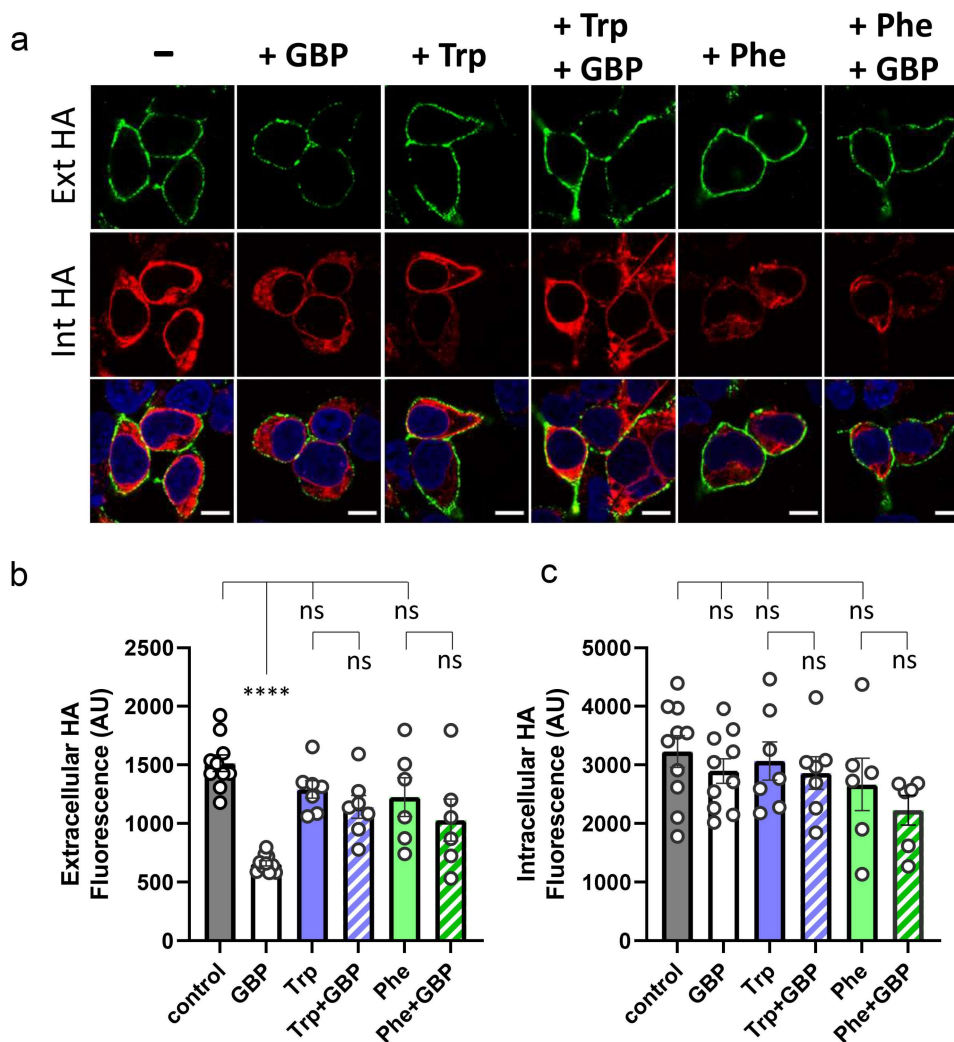 a
– + GBP + Trp + Trp + GBP + Phe + Phe + GBP
Ext HA
Int HA
b
ns ns
ns ns
****
Extracellular HA
Fluorescence (AU)
2500
2000
1500
1000
500
0
control GBP Trp Trp+GBP Phe Phe+GBP
c
ns ns ns
ns ns
Intracellular HA
Fluorescence (AU)
5000
4000
3000
2000
1000
0
control GBP Trp Trp+GBP Phe Phe+GBP